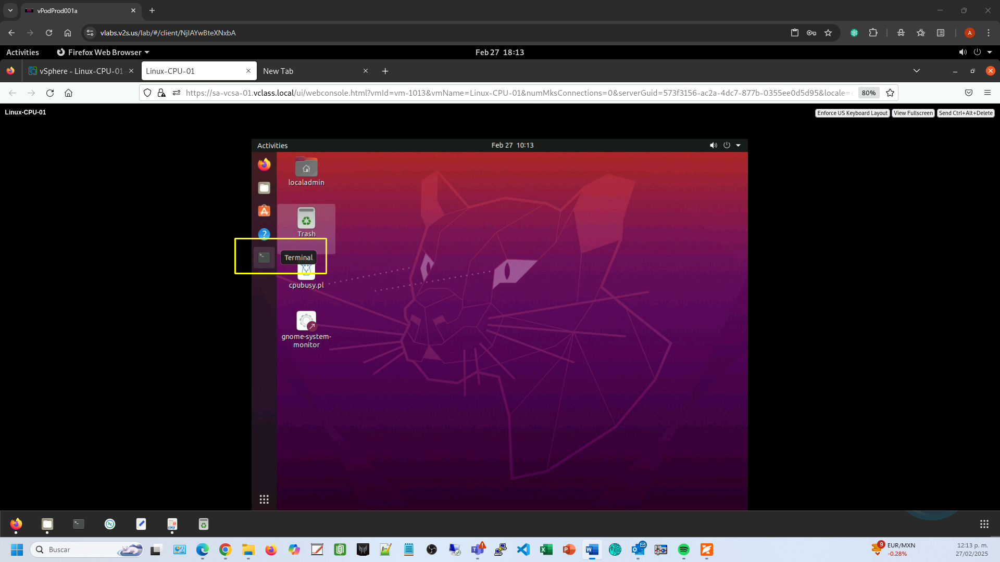 vPodProd001a
vlabs.v2s.us/lab/#/client/NjIAYwBteXNxbA
A
Activities
Firefox Web Browser
Feb 27 18:13
vSphere - Linux-CPU-01
Linux-CPU-01
New Tab
https://sa-vcsa-01.vclass.local/ui/webconsole.html?vmId=vm-1013&vmName=Linux-CPU-01&numMksConnections=0&serverGuid=573f3156-ac2a-4dc7-877b-0355ee0d5d95&locale=
80%
Linux-CPU-01
Enforce US Keyboard Layout
View Fullscreen
Send Ctrl+Alt+Delete
Activities
Feb 27 10:13
localadmin
Trash
Terminal
cpubusy.pl
gnome-system-
monitor
Buscar
9
EUR/MXN
-0.28%
12:13 p. m.
27/02/2025